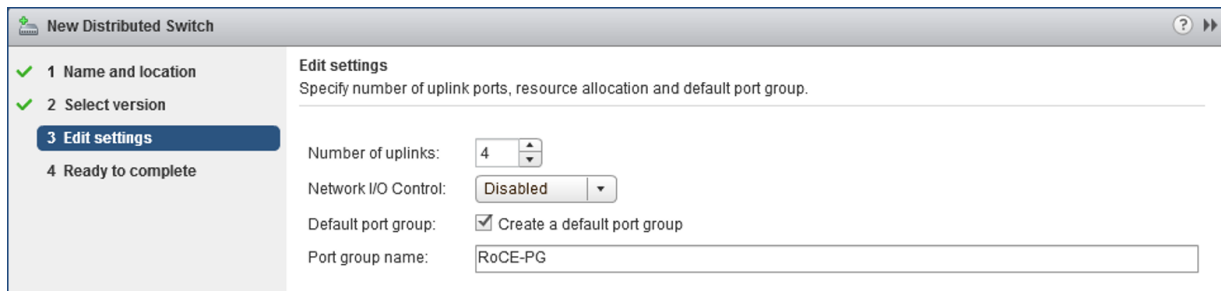 New Distributed Switch
?
1 Name and location
2 Select version
3 Edit settings
4 Ready to complete
Edit settings
Specify number of uplink ports, resource allocation and default port group.
Number of uplinks: 4
Network I/O Control: Disabled
Default port group: Create a default port group
Port group name: RoCE-PG